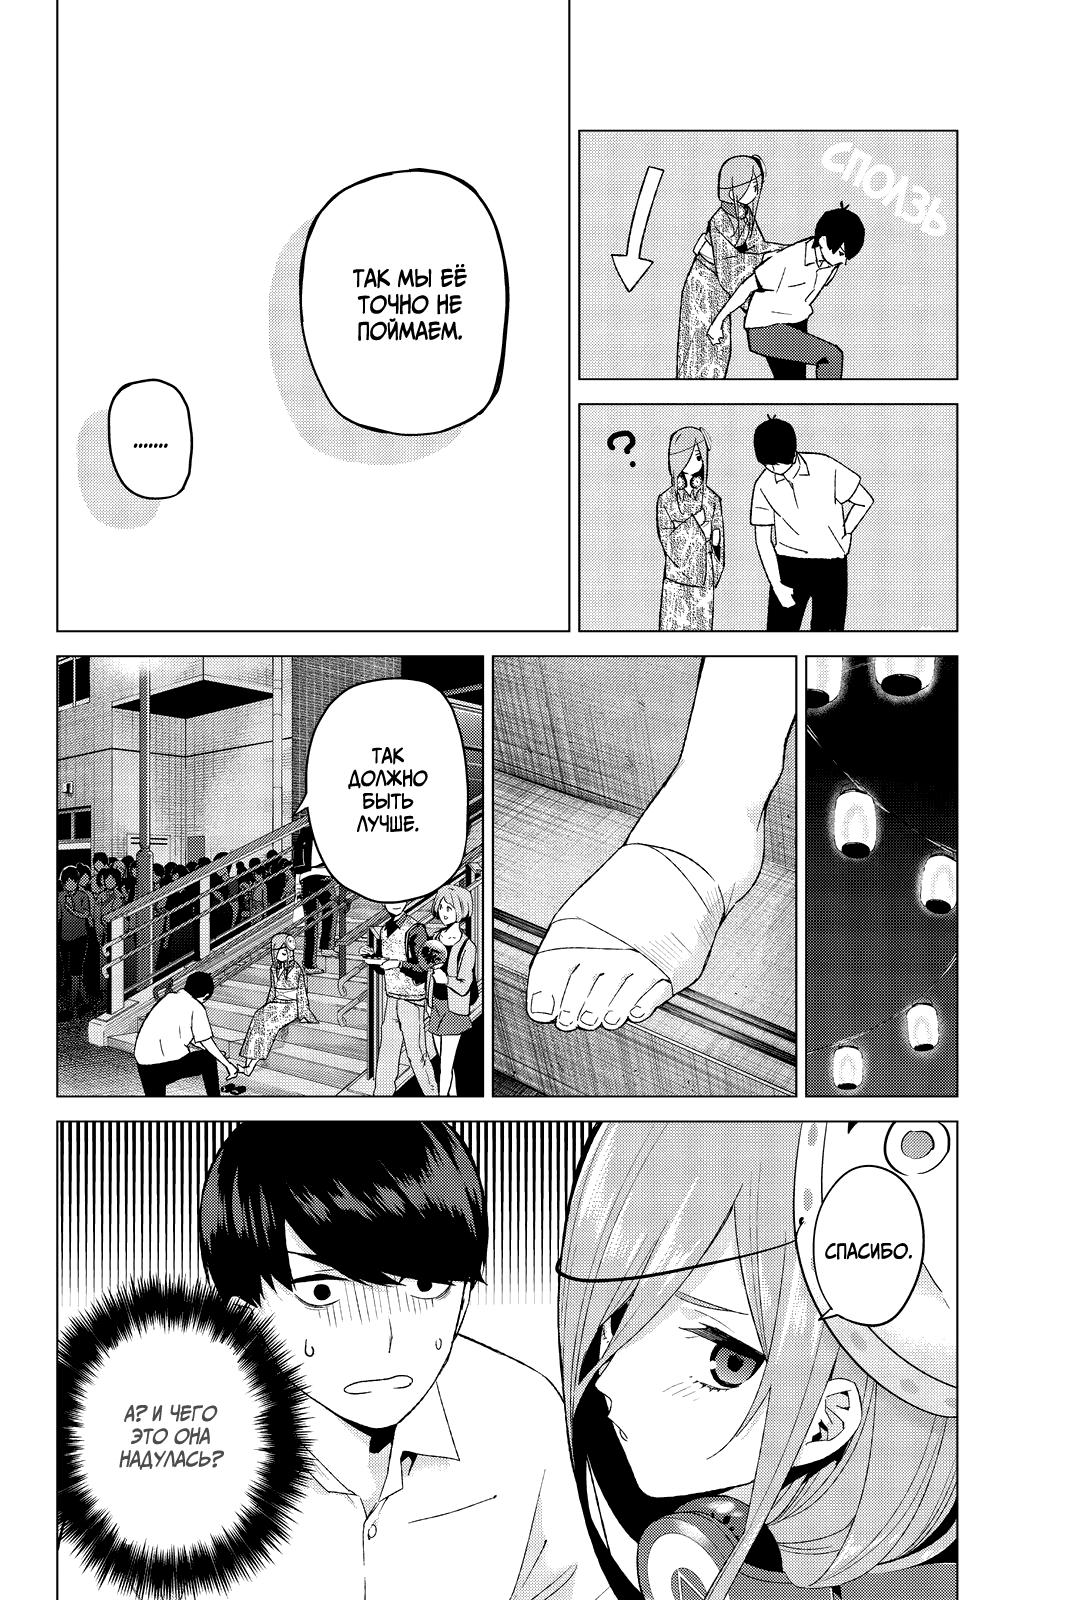 СПОЛЗЬ
?
ТАК МЫ ЕЁ
ТОЧНО НЕ
ПОЙМАЕМ.
........
ТАК
ДОЛЖНО
БЫТЬ
ЛУЧШЕ.
СПАСИБО.
А? И ЧЕГО
ЭТО ОНА
НАДУЛАСЬ?